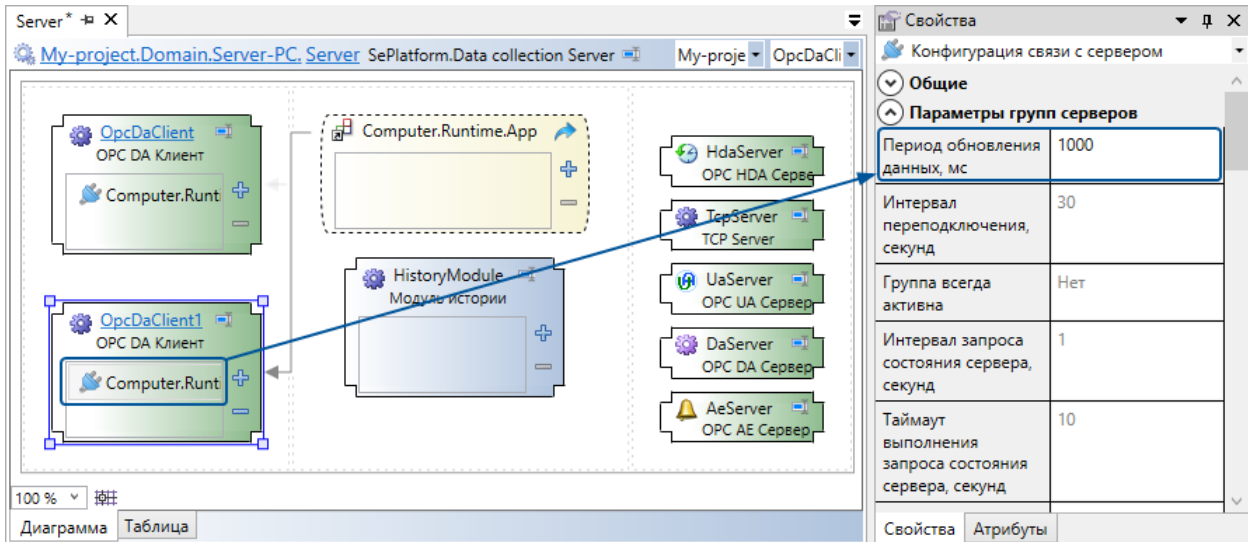 Server*
My-project.Domain.Server-PC. Server SePlatform.Data collection Server
My-proje
OpcDaCli
OpcDaClient
OPC DA Клиент
Computer.Runti
Computer.Runtime.App
HdaServer
OPC HDA Серве
TcpServer
TCP Server
HistoryModule
Модуль истории
UaServer
OPC UA Сервер
OpcDaClient1
OPC DA Клиент
Computer.Runti
DaServer
OPC DA Сервер
AeServer
OPC AE Сервер
100 %
Диаграмма
Таблица
Свойства
Конфигурация связи с сервером
Общие
Параметры групп серверов
Период обновления 1000
данных, мс
Интервал 30
переподключения,
секунд
Группа всегда Нет
активна
Интервал запроса 1
состояния сервера,
секунд
Таймаут 10
выполнения
запроса состояния
сервера, секунд
Свойства
Атрибуты